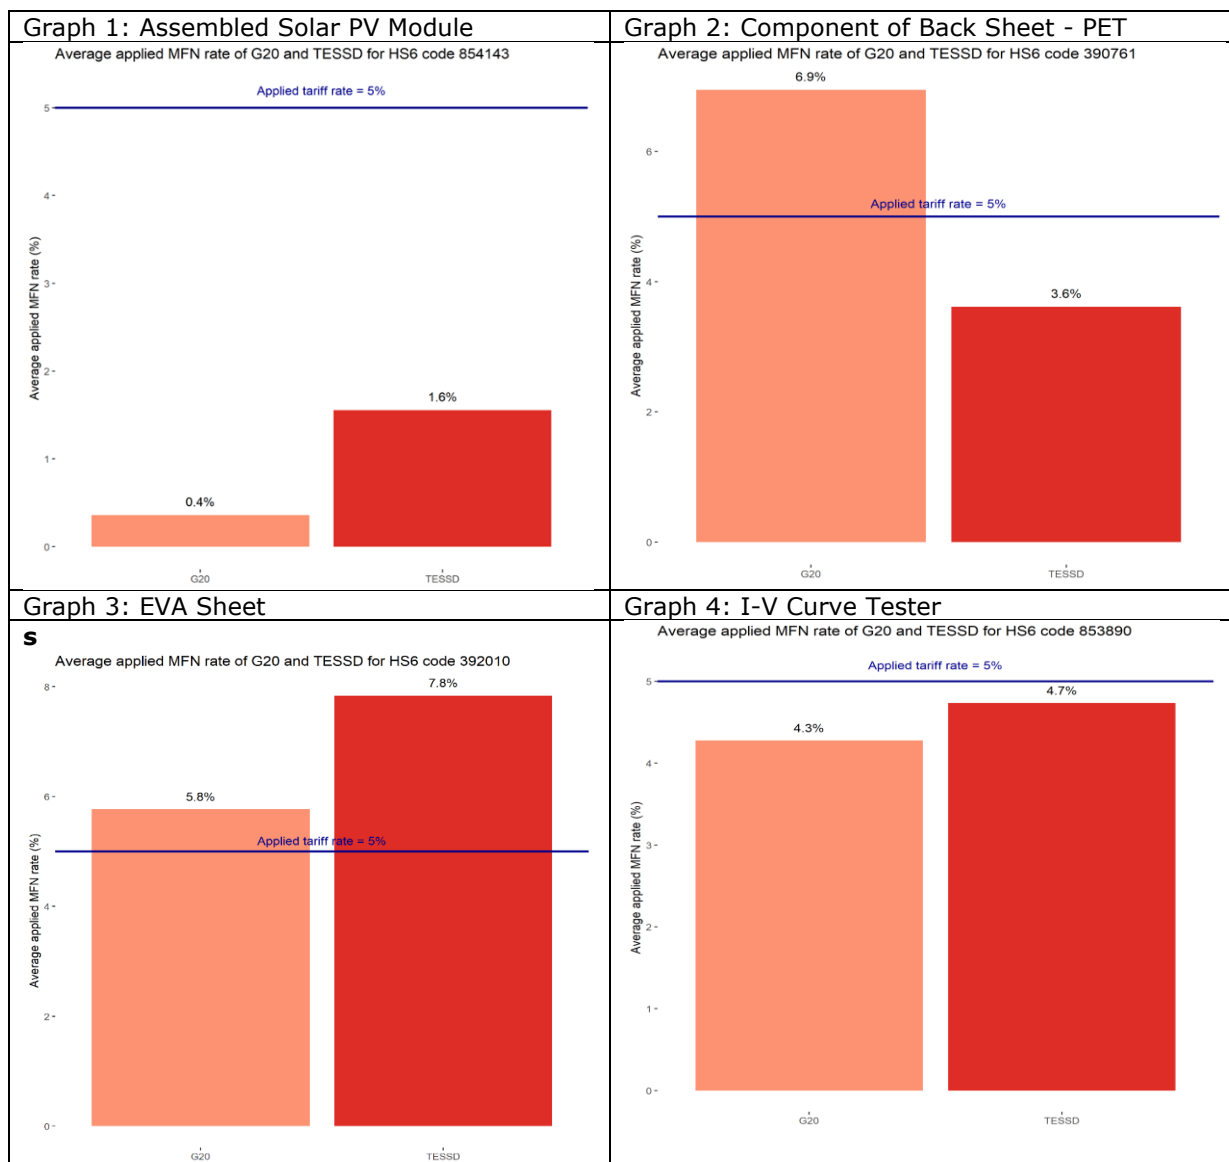 Graph 1: Assembled Solar PV Module
Average applied MFN rate of G20 and TESSD for HS6 code 854143
Applied tariff rate = 5%
5
4
3
2
1
0
Average applied MFN rate (%)
0.4%
1.6%
G20
TESSD
Graph 2: Component of Back Sheet - PET
Average applied MFN rate of G20 and TESSD for HS6 code 390761
6.9%
Applied tariff rate = 5%
3.6%
6
4
2
0
Average applied MFN rate (%)
G20
TESSD
Graph 3: EVA Sheet
s
Average applied MFN rate of G20 and TESSD for HS6 code 392010
7.8%
5.8%
Applied tariff rate = 5%
8
6
4
2
0
Average applied MFN rate (%)
G20
TESSD
Graph 4: I-V Curve Tester
Average applied MFN rate of G20 and TESSD for HS6 code 853890
Applied tariff rate = 5%
4.7%
4.3%
5
4
3
2
1
0
Average applied MFN rate (%)
G20
TESSD